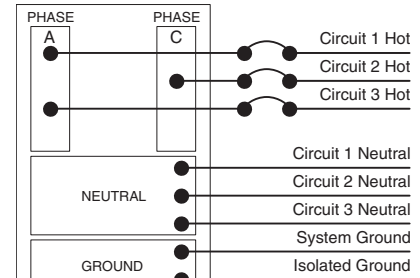 PHASE PHASE
A C
Circuit 1 Hot
Circuit 2 Hot
Circuit 3 Hot
Circuit 1 Neutral
NEUTRAL
Circuit 2 Neutral
Circuit 3 Neutral
System Ground
GROUND
Isolated Ground